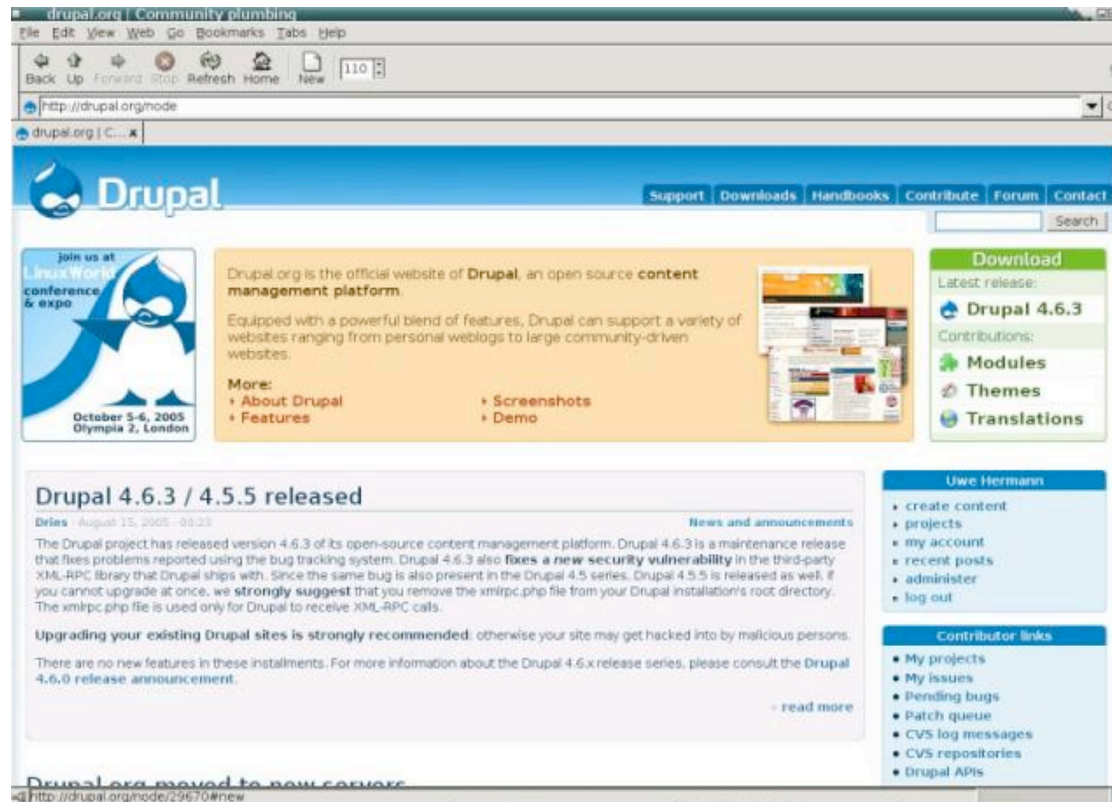 drupal.org | Community plumbing
File Edit View Web Go Bookmarks Tabs Help
Back Up Forward Stop Refresh Home New 110
http://drupal.org/node
drupal.org | C...
Drupal
Support Downloads Handbooks Contribute Forum Contact
Search
join us at
LinuxWorld
conference
& expo
October 5-6, 2005
Olympia 2, London
Drupal.org is the official website of Drupal, an open source content
management platform.
Equipped with a powerful blend of features, Drupal can support a variety of
websites ranging from personal weblogs to large community-driven
websites.
More:
About Drupal
Features
Screenshots
Demo
Download
Latest release:
Drupal 4.6.3
Contributions:
Modules
Themes
Translations
Drupal 4.6.3 / 4.5.5 released
Dries - August 15, 2005 -
News and announcements
The Drupal project has released version 4.6.3 of its open-source content management platform. Drupal 4.6.3 is a maintenance release
that fixes problems reported using the bug tracking system. Drupal 4.6.3 also fixes a new security vulnerability in the third-party
XML-RPC library that Drupal ships with. Since the same bug is also present in the Drupal 4.5 series, Drupal 4.5.5 is released as well. If
you cannot upgrade at once, we strongly suggest that you remove the xmlrpc.php file from your Drupal installation's root directory.
The xmlrpc.php file is used only for Drupal to receive XML-RPC calls.
Upgrading your existing Drupal sites is strongly recommended; otherwise your site may get hacked into by malicious persons.
There are no new features in these installments. For more information about the Drupal 4.6.x release series, please consult the Drupal
4.6.0 release announcement.
read more
Drupal.org moved to new servers
Uwe Hermann
create content
projects
my account
recent posts
administer
log out
Contributor links
My projects
My issues
Pending bugs
Patch queue
CVS log messages
CVS repositories
Drupal APIs
http://drupal.org/node/29670#new